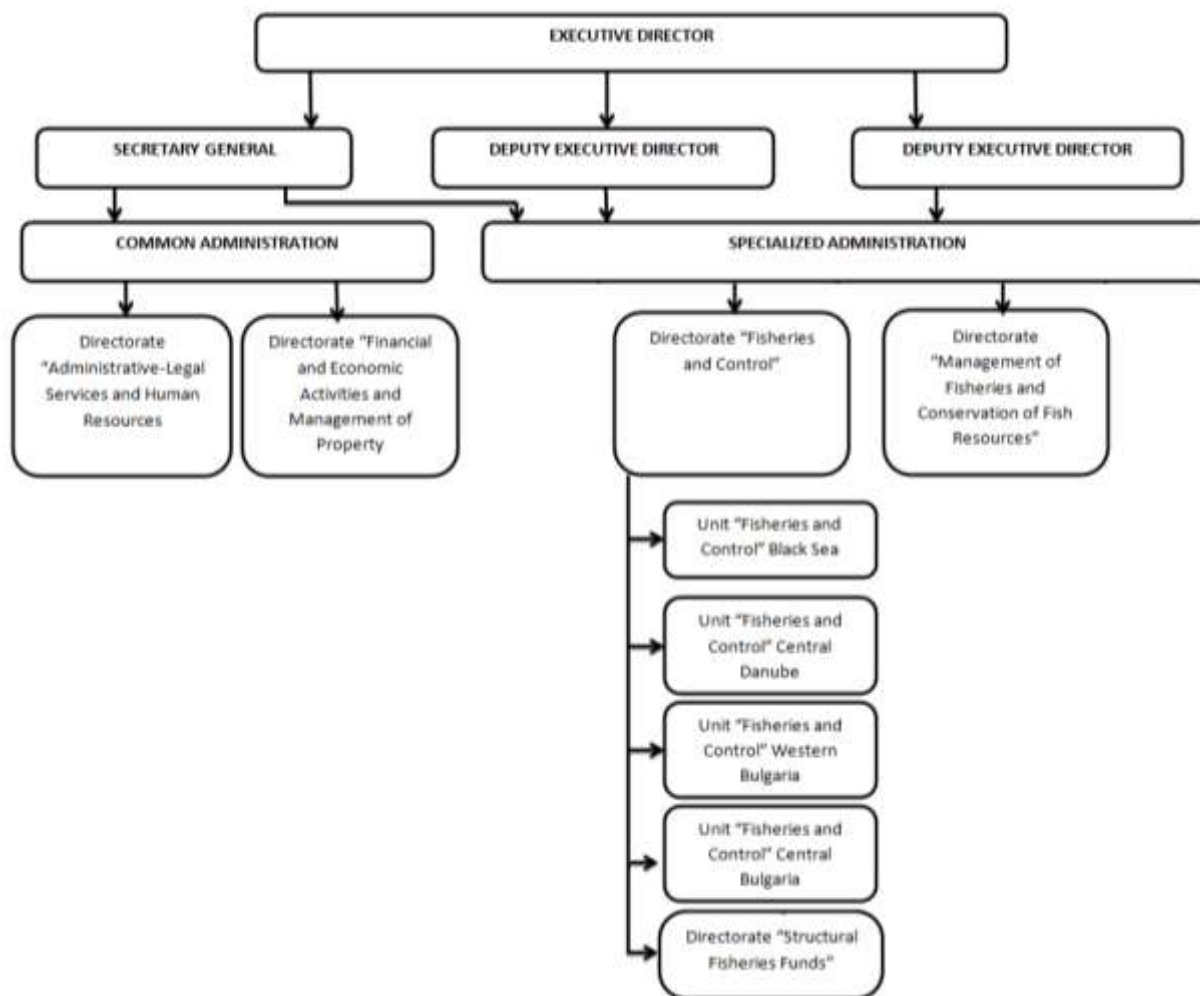 EXECUTIVE DIRECTOR
SECRETARY GENERAL
DEPUTY EXECUTIVE DIRECTOR
DEPUTY EXECUTIVE DIRECTOR
COMMON ADMINISTRATION
SPECIALIZED ADMINISTRATION
Directorate
"Administrative-Legal
Services and Human
Resources
Directorate "Financial
and Economic
Activities and
Management of
Property
Directorate "Fisheries
and Control"
Directorate
"Management of
Fisheries and
Conservation of Fish
Resources"
Unit "Fisheries and
Control" Black Sea
Unit "Fisheries and
Control" Central
Danube
Unit "Fisheries and
Control" Western
Bulgaria
Unit "Fisheries and
Control" Central
Bulgaria
Directorate "Structural
Fisheries Funds"